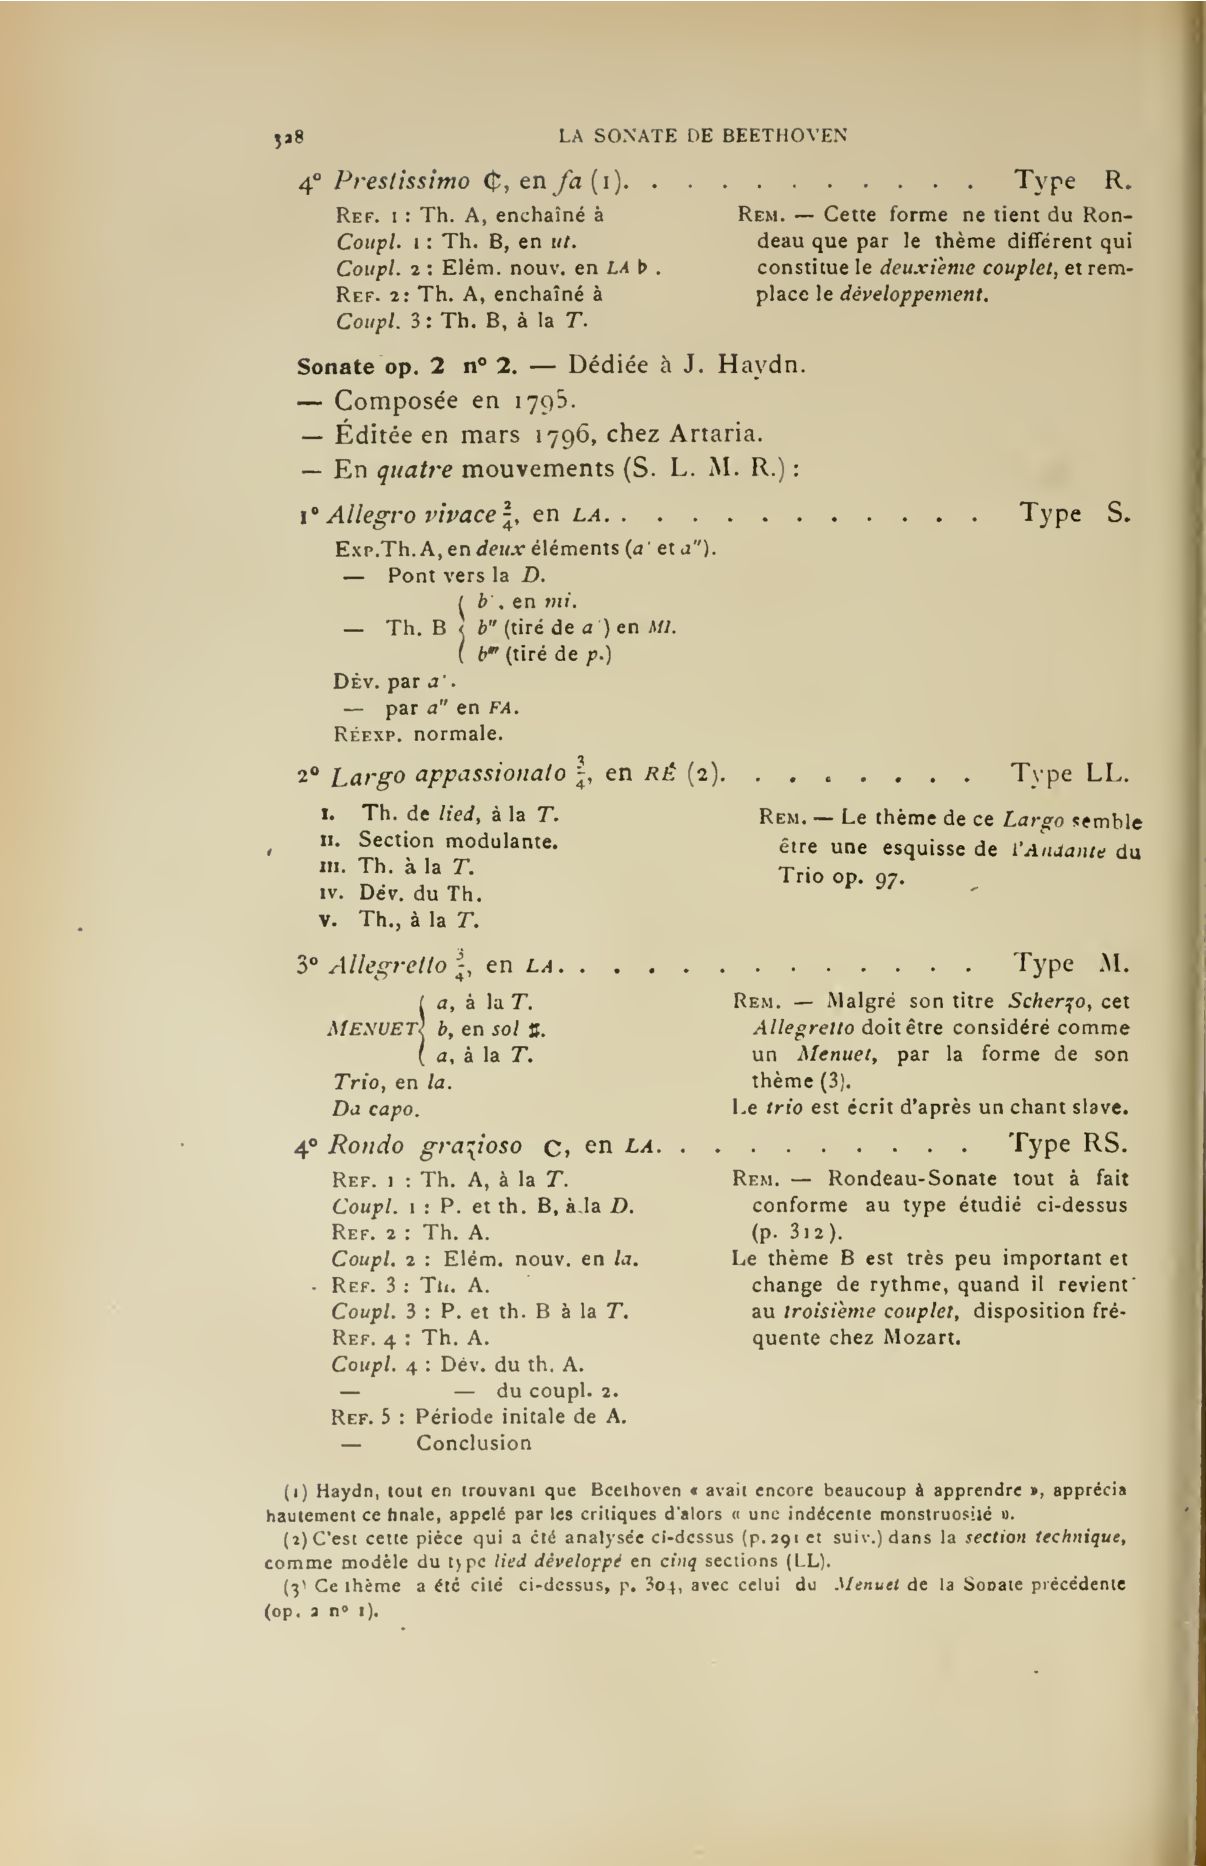 328 LA SONATE DE BEETHOVEN
4° Prestissimo ₵, en fa (1). . . . . . . . . . . . . Type R.
REF. 1 : Th. A, enchaîné à
Coupl. 1 : Th. B, en ut.
Coupl. 2 : Elém. nouv. en LA ♭ .
REF. 2 : Th. A, enchaîné à
Coupl. 3 : Th. B, à la T.
REM. — Cette forme ne tient du Ron-
deau que par le thème différent qui
constitue le deuxième couplet, et rem-
place le développement.
Sonate op. 2 n° 2. — Dédiée à J. Haydn.
— Composée en 1795.
— Éditée en mars 1796, chez Artaria.
— En quatre mouvements (S. L. M. R.) :
1° Allegro vivace 2/4, en LA. . . . . . . . . . . . . . Type S.
EXP. Th. A, en deux éléments (a' et a").
— Pont vers la D.
b', en mi.
— Th. B { b" (tiré de a') en MI.
b"' (tiré de p.)
DÉV. par a'.
— par a" en FA.
RÉEXP. normale.
2° Largo appassionato 3/4, en RÉ (2). . . . . . . . . Type LL.
I. Th. de lied, à la T.
II. Section modulante.
III. Th. à la T.
IV. Dév. du Th.
V. Th., à la T.
REM. — Le thème de ce Largo semble
être une esquisse de l'Andante du
Trio op. 97.
3° Allegretto 3/4, en LA. . . . . . . . . . . . . . Type M.
a, à la T.
MENUET { b, en sol ♯.
a, à la T.
Trio, en la.
Da capo.
REM. — Malgré son titre Scherzo, cet
Allegretto doit être considéré comme
un Menuet, par la forme de son
thème (3).
Le trio est écrit d'après un chant slave.
4° Rondo grazioso C, en LA. . . . . . . . . . . Type RS.
REF. 1 : Th. A, à la T.
Coupl. 1 : P. et th. B, à la D.
REF. 2 : Th. A.
Coupl. 2 : Elém. nouv. en la.
REF. 3 : Th. A.
Coupl. 3 : P. et th. B à la T.
REF. 4 : Th. A.
Coupl. 4 : Dév. du th. A.
— — du coupl. 2.
REF. 5 : Période initale de A.
— Conclusion
REM. — Rondeau-Sonate tout à fait
conforme au type étudié ci-dessus
(p. 312).
Le thème B est très peu important et
change de rythme, quand il revient
au troisième couplet, disposition fré-
quente chez Mozart.
(1) Haydn, tout en trouvant que Beethoven « avait encore beaucoup à apprendre », apprécia
hautement ce finale, appelé par les critiques d'alors « une indécente monstruosité ».
(2) C'est cette pièce qui a été analysée ci-dessus (p. 291 et suiv.) dans la section technique,
comme modèle du type lied développé en cinq sections (LL).
(3) Ce thème a été cité ci-dessus, p. 304, avec celui du Menuet de la Sonate précédente
(op. 2 n° 1).